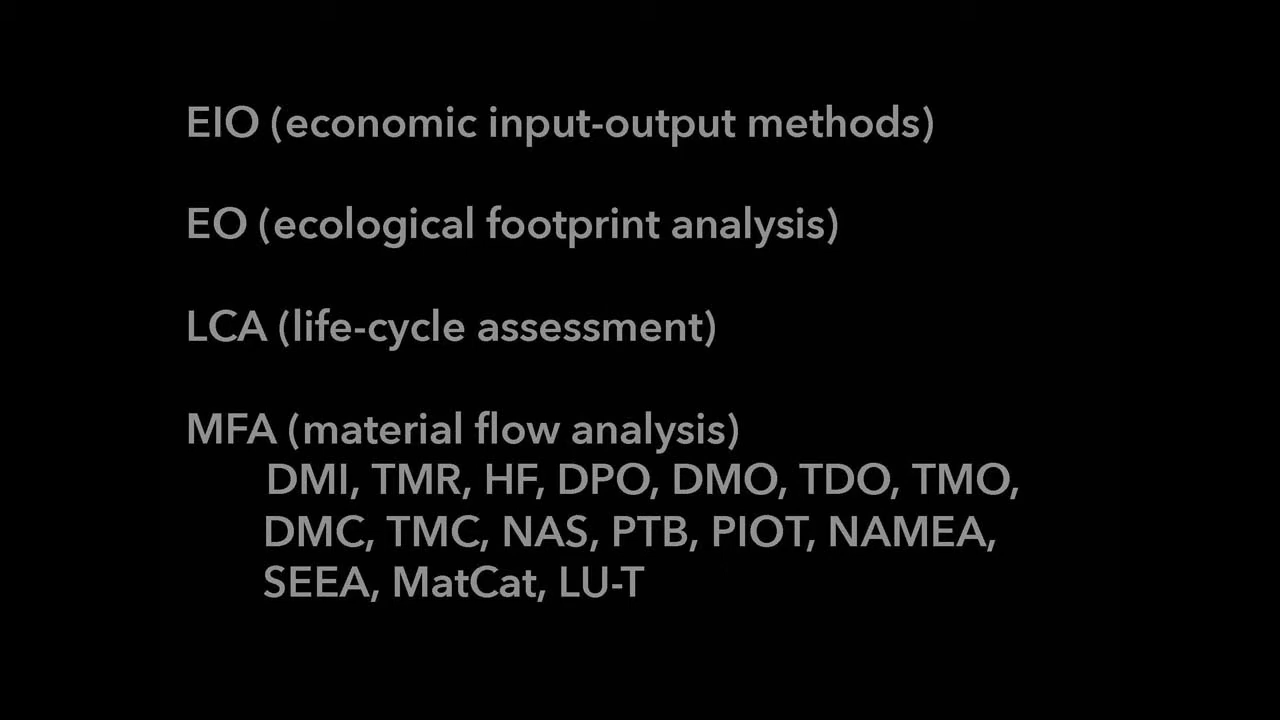 EIO (economic input-output methods)
EO (ecological footprint analysis)
LCA (life-cycle assessment)
MFA (material flow analysis)
DMI, TMR, HF, DPO, DMO, TDO, TMO,
DMC, TMC, NAS, PTB, PIOT, NAMEA,
SEEA, MatCat, LU-T